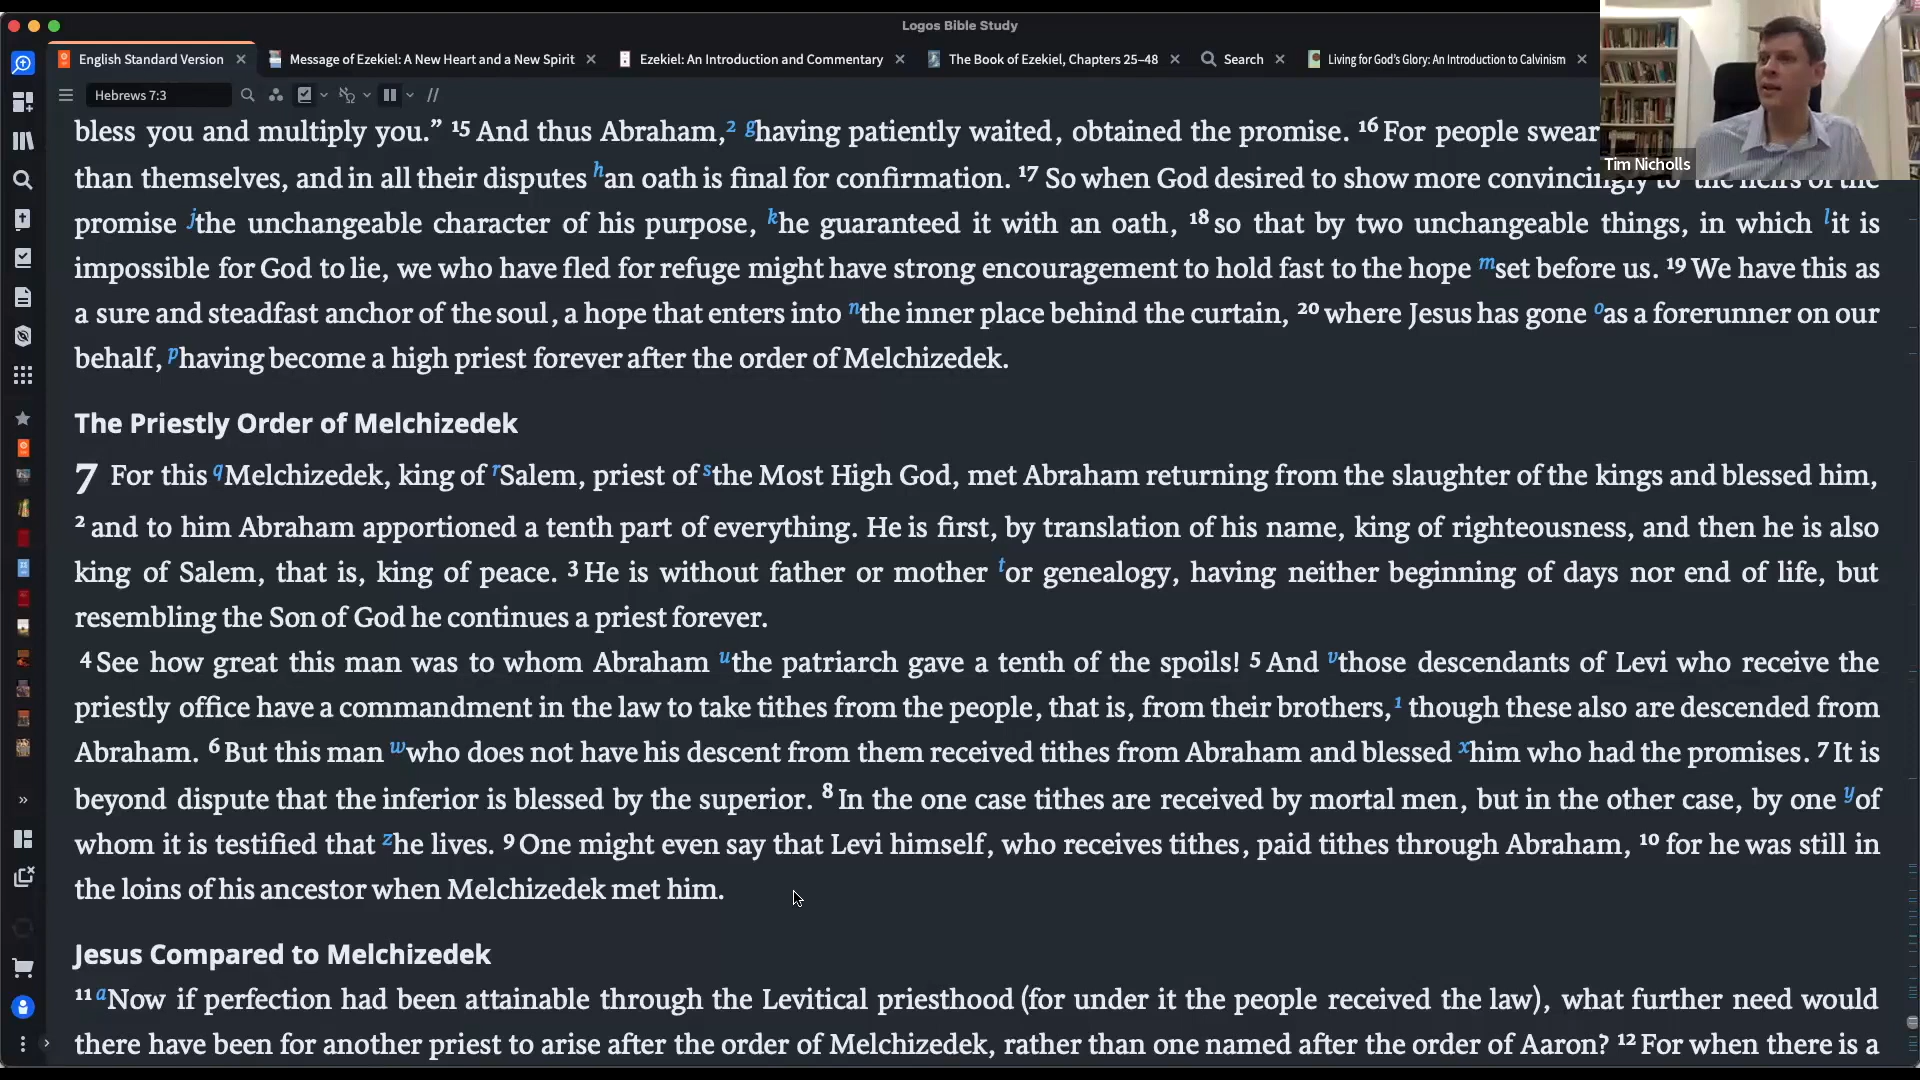 Logos Bible Study
English Standard Version
Message of Ezekiel: A New Heart and a New Spirit
Ezekiel: An Introduction and Commentary
The Book of Ezekiel, Chapters 25–48
Search
Living for God's Glory: An Introduction to Calvinism
Hebrews 7:3
Tim Nicholls
bless you and multiply you.” 15 And thus Abraham,2 g having patiently waited, obtained the promise. 16 For people swear
than themselves, and in all their disputes h an oath is final for confirmation. 17 So when God desired to show more convincingly to the heirs of the
promise j the unchangeable character of his purpose, k he guaranteed it with an oath, 18 so that by two unchangeable things, in which l it is
impossible for God to lie, we who have fled for refuge might have strong encouragement to hold fast to the hope m set before us. 19 We have this as
a sure and steadfast anchor of the soul, a hope that enters into n the inner place behind the curtain, 20 where Jesus has gone o as a forerunner on our
behalf, p having become a high priest forever after the order of Melchizedek.
The Priestly Order of Melchizedek
7 For this q Melchizedek, king of r Salem, priest of s the Most High God, met Abraham returning from the slaughter of the kings and blessed him,
2 and to him Abraham apportioned a tenth part of everything. He is first, by translation of his name, king of righteousness, and then he is also
king of Salem, that is, king of peace. 3 He is without father or mother t or genealogy, having neither beginning of days nor end of life, but
resembling the Son of God he continues a priest forever.
4 See how great this man was to whom Abraham u the patriarch gave a tenth of the spoils! 5 And v those descendants of Levi who receive the
priestly office have a commandment in the law to take tithes from the people, that is, from their brothers,1 though these also are descended from
Abraham. 6 But this man w who does not have his descent from them received tithes from Abraham and blessed x him who had the promises. 7 It is
beyond dispute that the inferior is blessed by the superior. 8 In the one case tithes are received by mortal men, but in the other case, by one y of
whom it is testified that z he lives. 9 One might even say that Levi himself, who receives tithes, paid tithes through Abraham, 10 for he was still in
the loins of his ancestor when Melchizedek met him.
Jesus Compared to Melchizedek
11 a Now if perfection had been attainable through the Levitical priesthood (for under it the people received the law), what further need would
there have been for another priest to arise after the order of Melchizedek, rather than one named after the order of Aaron? 12 For when there is a